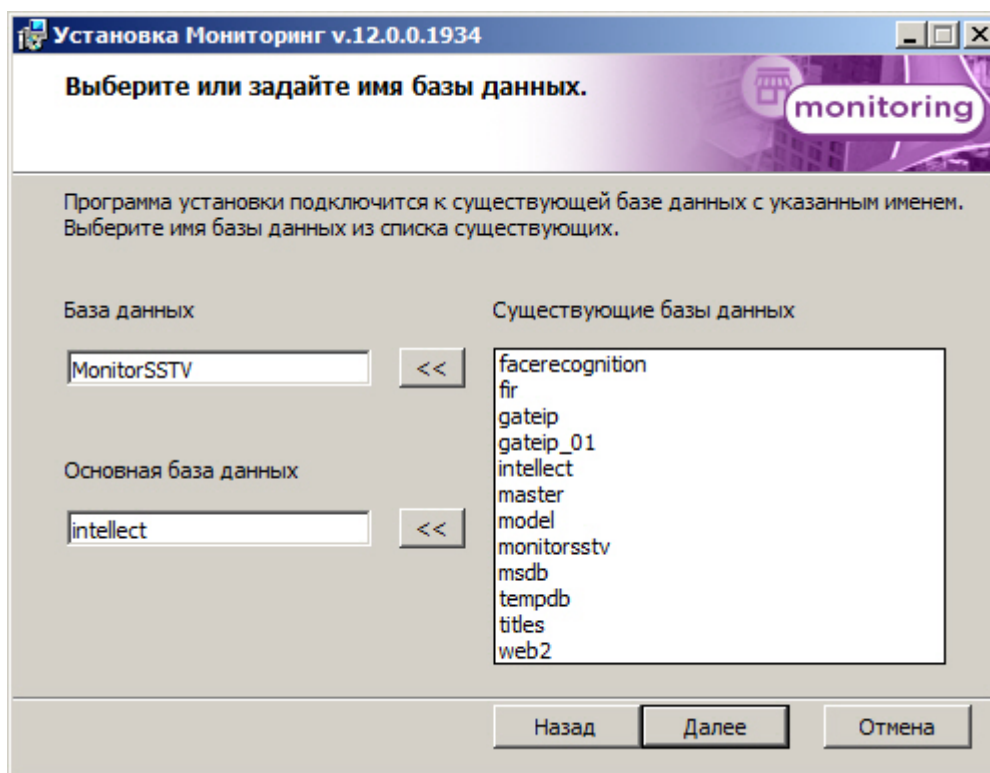 Установка Мониторинг v.12.0.0.1934
Выберите или задайте имя базы данных.
monitoring
Программа установки подключится к существующей базе данных с указанным именем.
Выберите имя базы данных из списка существующих.
База данных
Существующие базы данных
MonitorSSTV
<<
facerecognition
fir
gateip
gateip_01
intellect
master
model
monitorsstv
msdb
tempdb
titles
web2
Основная база данных
intellect
<<
Назад
Далее
Отмена